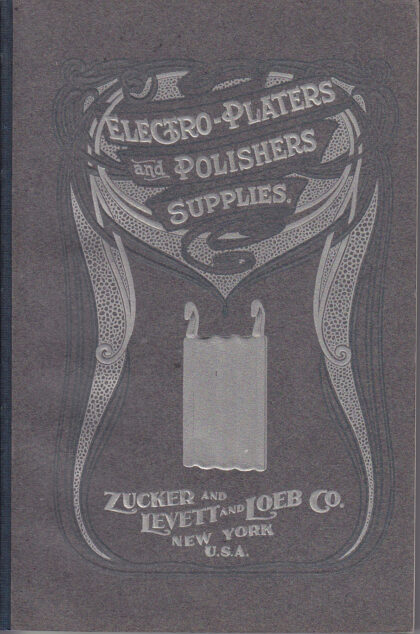 ELECTRO-PLATERS
and POLISHERS
SUPPLIES.
ZUCKER AND
LEVETT AND LOEB CO.
NEW YORK
U.S.A.